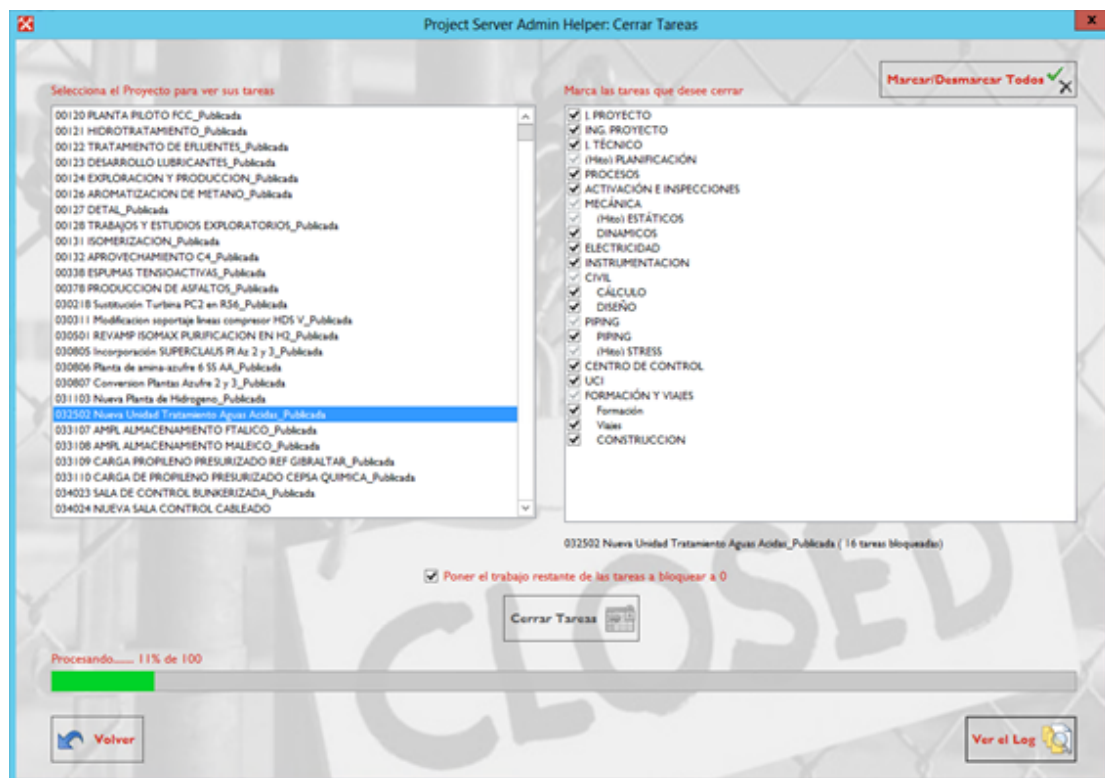 Project Server Admin Helper: Cerrar Tareas
x
Marcar/Desmarcar Todos
Selecciona el Proyecto para ver sus tareas
00120 PLANTA PILOTO FCC_Publicada
00121 HIDROTRATAMIENTO_Publicada
00122 TRATAMIENTO DE EFLUENTES_Publicada
00123 DESARROLLO LUBRICANTES_Publicada
00124 EXPLORACION Y PRODUCCION_Publicada
00126 AROMATIZACION DE METANO_Publicada
00127 DETAL_Publicada
00128 TRABAJOS Y ESTUDIOS EXPLORATORIOS_Publicada
00131 ISOMERIZACION_Publicada
00132 APROVECHAMIENTO C4_Publicada
00338 ESPUMAS TENSIOACTIVAS_Publicada
00378 PRODUCCION DE ASFALTOS_Publicada
030218 Sustitución Turbina PC2 en R56_Publicada
030311 Modificacion soportaje lineas compresor HDS V_Publicada
030501 REVAMP ISOMAX PURIFICACION EN H2_Publicada
030805 Incorporación SUPERCLAUS Pl Az 2 y 3_Publicada
030806 Planta de amina-azufre 6 SS AA_Publicada
030807 Conversion Plantas Azufre 2 y 3_Publicada
031103 Nueva Planta de Hidrogeno_Publicada
032502 Nueva Unidad Tratamiento Aguas Acidas_Publicada
033107 AMPL ALMACENAMIENTO FTALICO_Publicada
033108 AMPL ALMACENAMIENTO MALEICO_Publicada
033109 CARGA PROPILENO PRESURIZADO REF GIBRALTAR_Publicada
033110 CARGA DE PROPILENO PRESURIZADO CEPSA QUIMICA_Publicada
034023 SALA DE CONTROL BUNKERIZADA_Publicada
034024 NUEVA SALA CONTROL CABLEADO
Marca las tareas que desee cerrar
I. PROYECTO
ING. PROYECTO
I. TÉCNICO
(Hito) PLANIFICACIÓN
PROCESOS
ACTIVACIÓN E INSPECCIONES
MECÁNICA
(Hito) ESTÁTICOS
DINAMICOS
ELECTRICIDAD
INSTRUMENTACION
CIVIL
CÁLCULO
DISEÑO
PIPING
PIPING
(Hito) STRESS
CENTRO DE CONTROL
UCI
FORMACIÓN Y VIAJES
Formación
Viajes
CONSTRUCCION
032502 Nueva Unidad Tratamiento Aguas Acidas_Publicada ( 16 tareas bloqueadas)
Poner el trabajo restante de las tareas a bloquear a 0
Cerrar Tareas
CLOSED
Procesando....... 11% de 100
Volver
Ver el Log